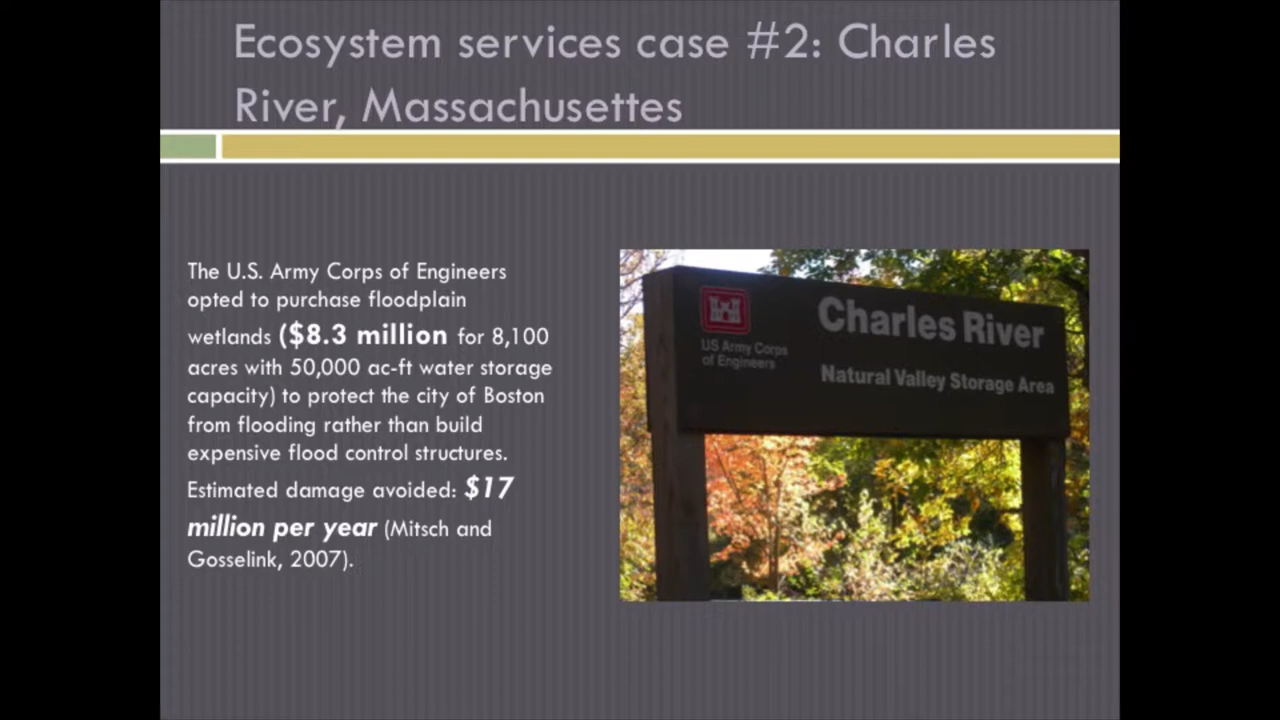 Ecosystem services case #2: Charles
River, Massachusettes
The U.S. Army Corps of Engineers
opted to purchase floodplain
wetlands ($8.3 million for 8,100
acres with 50,000 ac-ft water storage
capacity) to protect the city of Boston
from flooding rather than build
expensive flood control structures.
Estimated damage avoided: $17
million per year (Mitsch and
Gosselink, 2007).
US Army Corps
of Engineers
Charles River
Natural Valley Storage Area